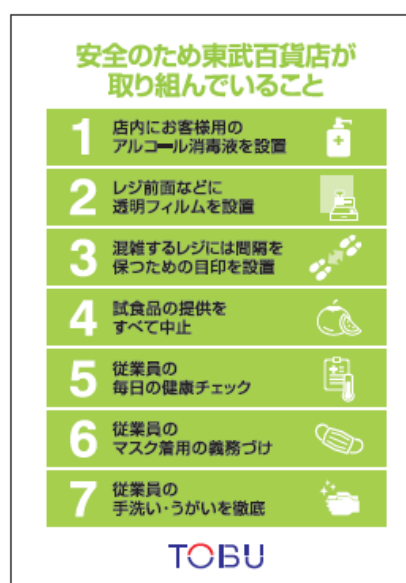 安全のため東武百貨店が
取り組んでいること
1
店内にお客様用の
アルコール消毒液を設置
2
レジ前面などに
透明フィルムを設置
3
混雑するレジには間隔を
保つための目印を設置
4
試食品の提供を
すべて中止
5
従業員の
毎日の健康チェック
6
従業員の
マスク着用の義務づけ
7
従業員の
手洗い・うがいを徹底
TOBU